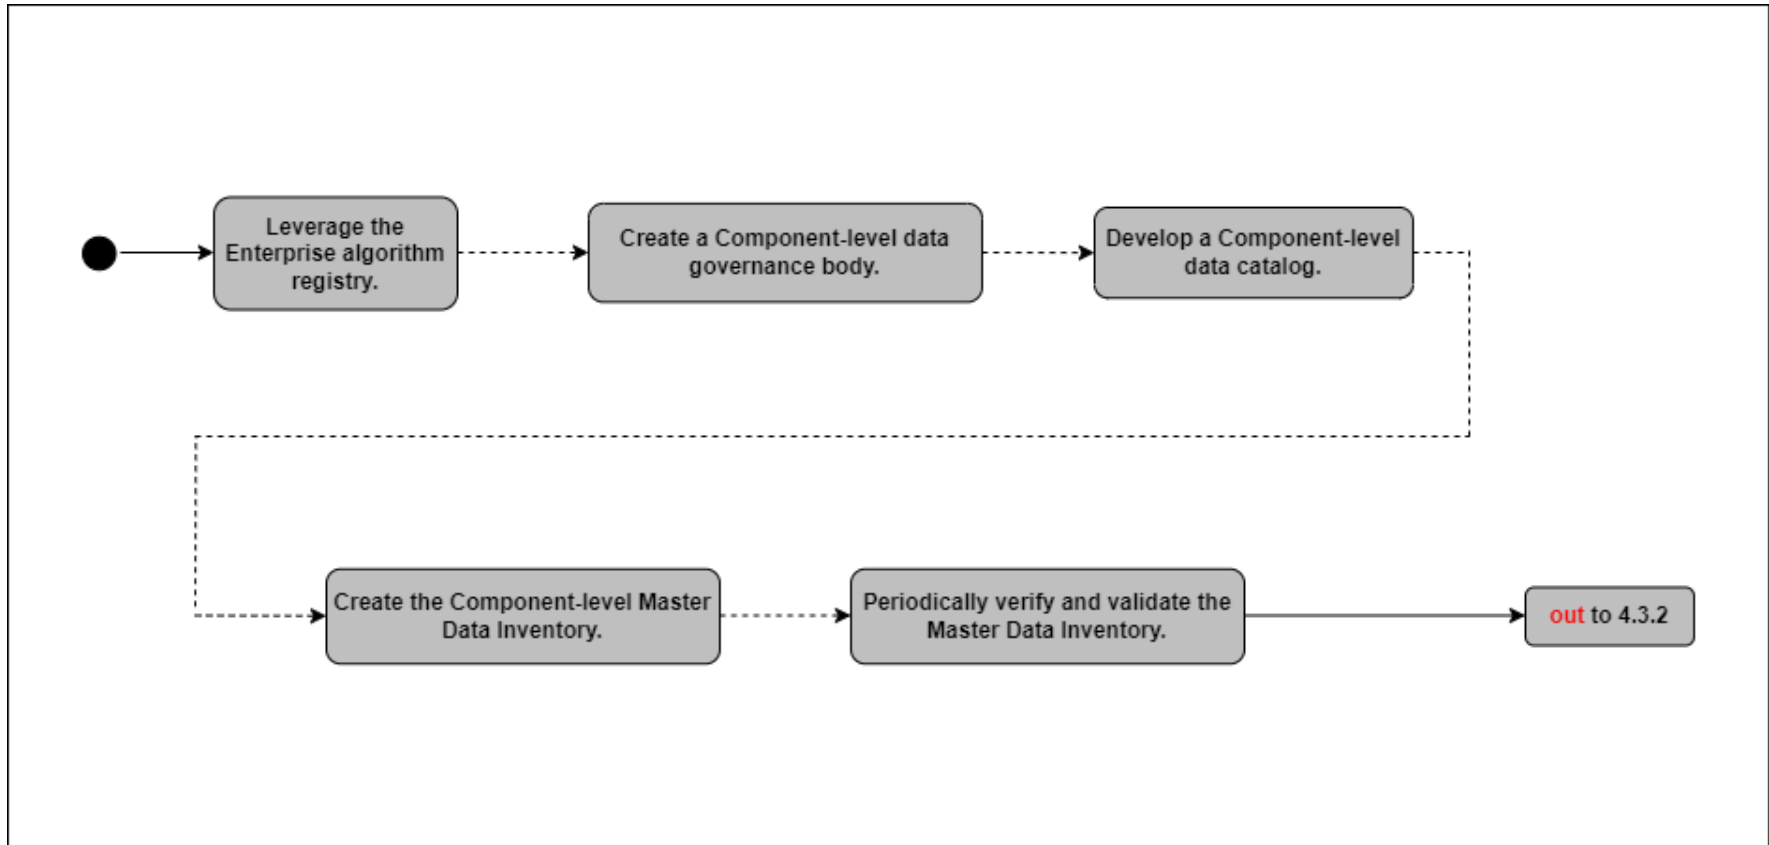 Leverage the
Enterprise algorithm
registry.
Create a Component-level data
governance body.
Develop a Component-level
data catalog.
Create the Component-level Master
Data Inventory.
Periodically verify and validate the
Master Data Inventory.
out to 4.3.2